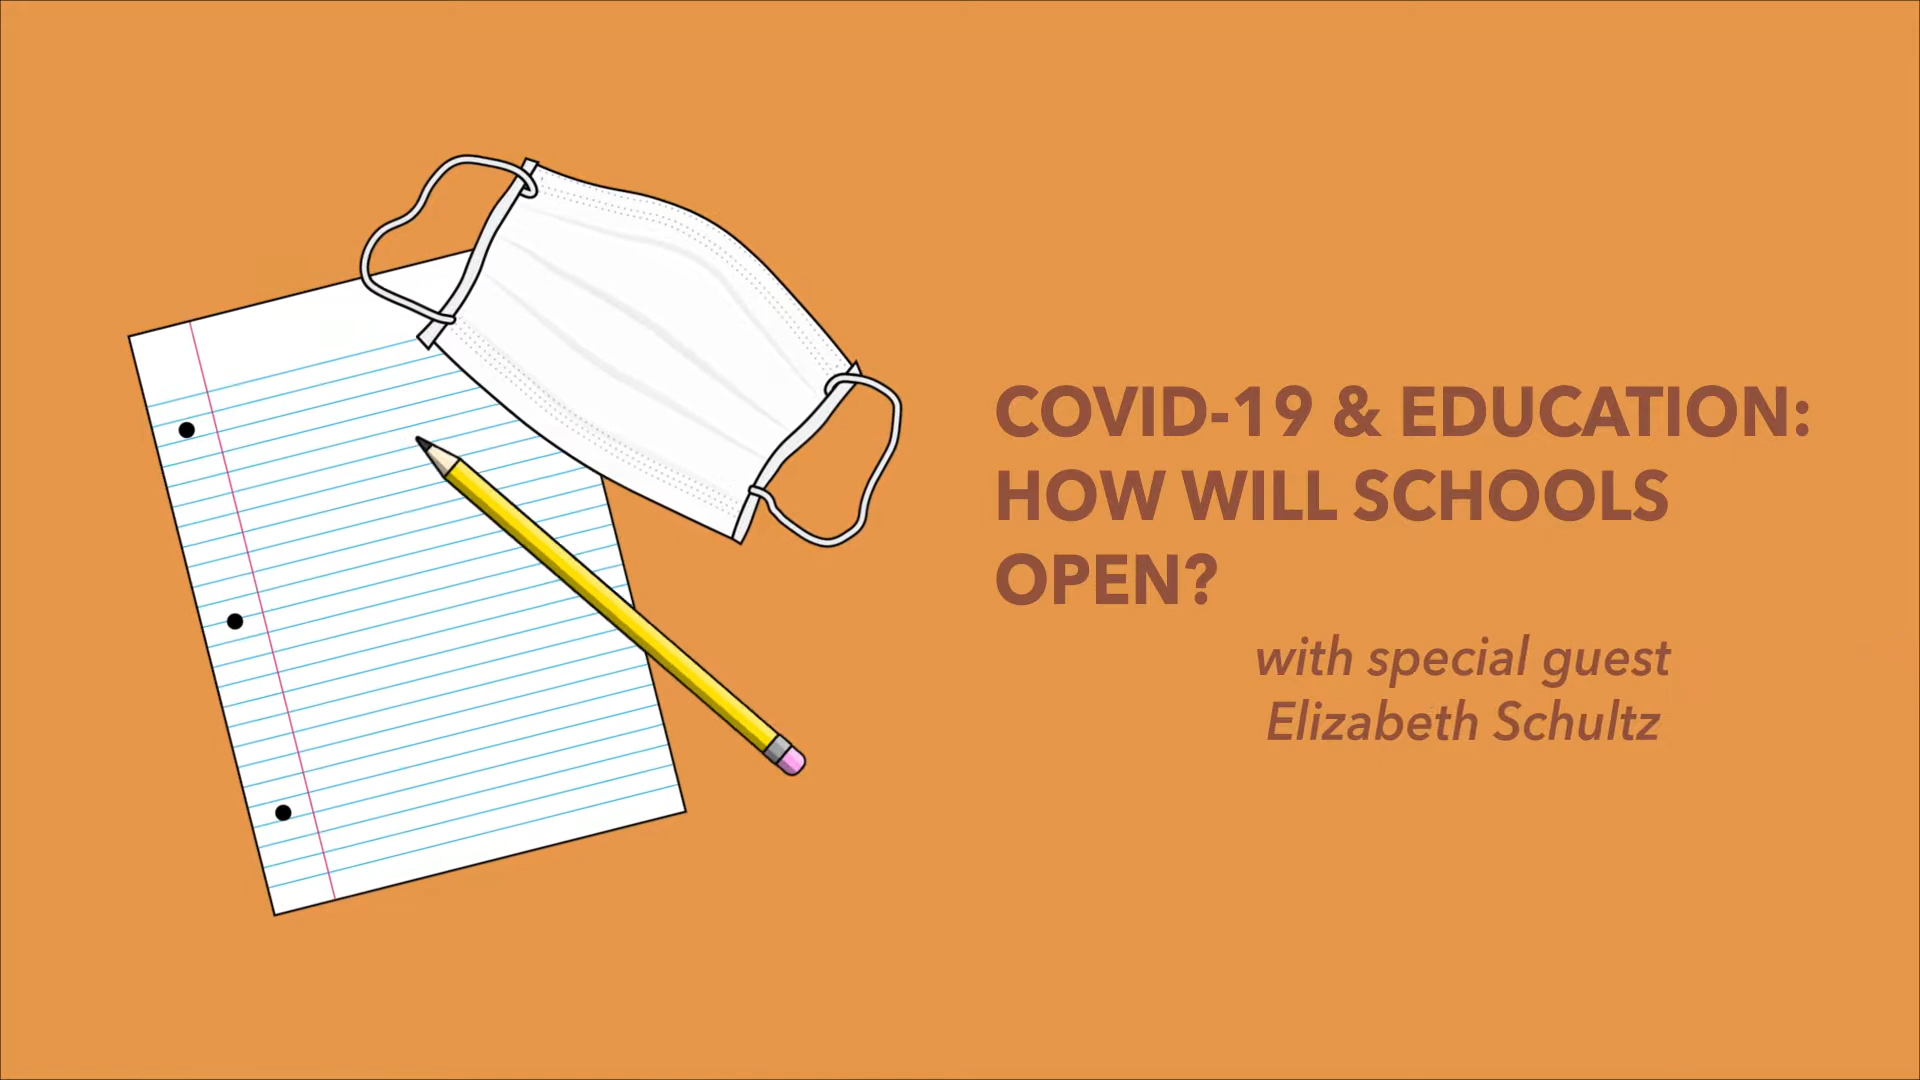 COVID-19 & EDUCATION:
HOW WILL SCHOOLS
OPEN?
with special guest
Elizabeth Schultz